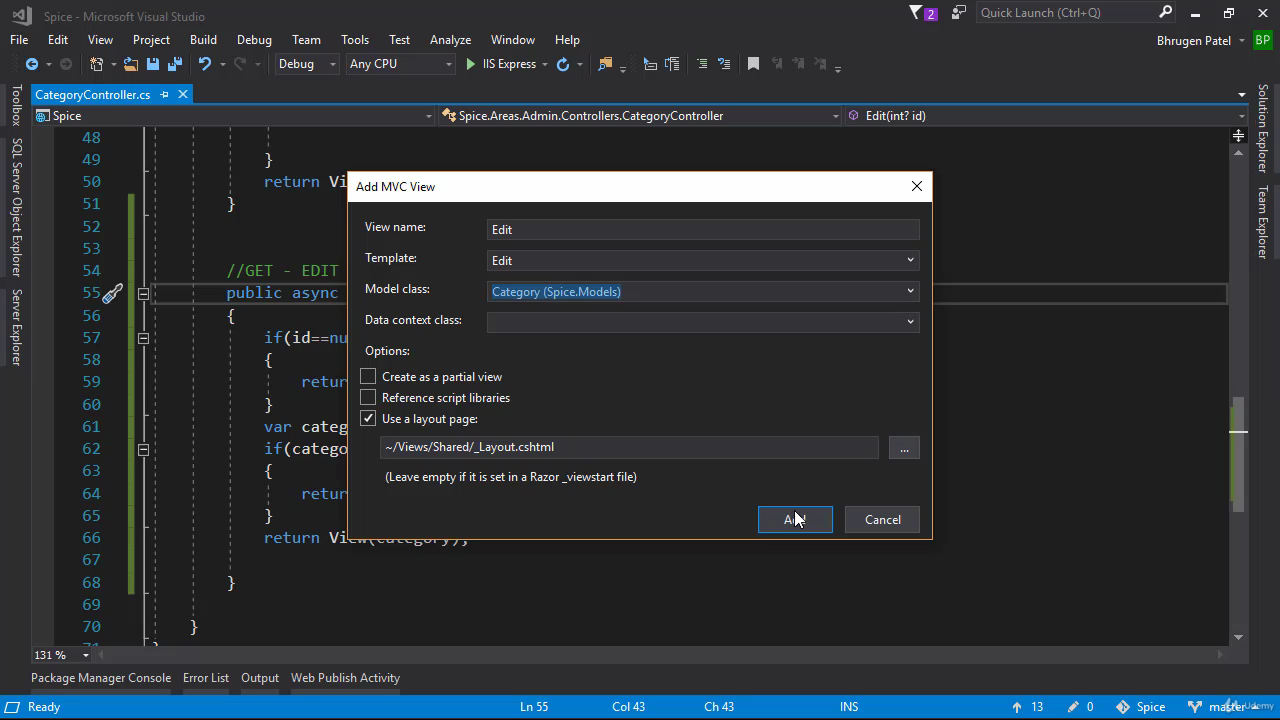 Spice - Microsoft Visual Studio
2
Quick Launch (Ctrl+Q)
File Edit View Project Build Debug Team Tools Test Analyze Window Help
Bhrugen Patel BP
Debug Any CPU IIS Express
CategoryController.cs
Spice
Spice.Areas.Admin.Controllers.CategoryController
Edit(int? id)
Toolbox
SQL Server Object Explorer
Server Explorer
Solution Explorer
Team Explorer
48
49 }
50 return Vi
51 }
52
53
54 //GET - EDIT
55 public async
56 {
57 if(id==nu
58 {
59 retur
60 }
61 var categ
62 if(catego
63 {
64 retur
65 }
66 return View(category);
67
68 }
69
70 }
Add MVC View
View name: Edit
Template: Edit
Model class: Category (Spice.Models)
Data context class:
Options:
Create as a partial view
Reference script libraries
Use a layout page:
~/Views/Shared/_Layout.cshtml
...
(Leave empty if it is set in a Razor _viewstart file)
Add Cancel
131 %
Package Manager Console Error List Output Web Publish Activity
Ready Ln 55 Col 43 Ch 43 INS 13 0 Spice master
Udemy